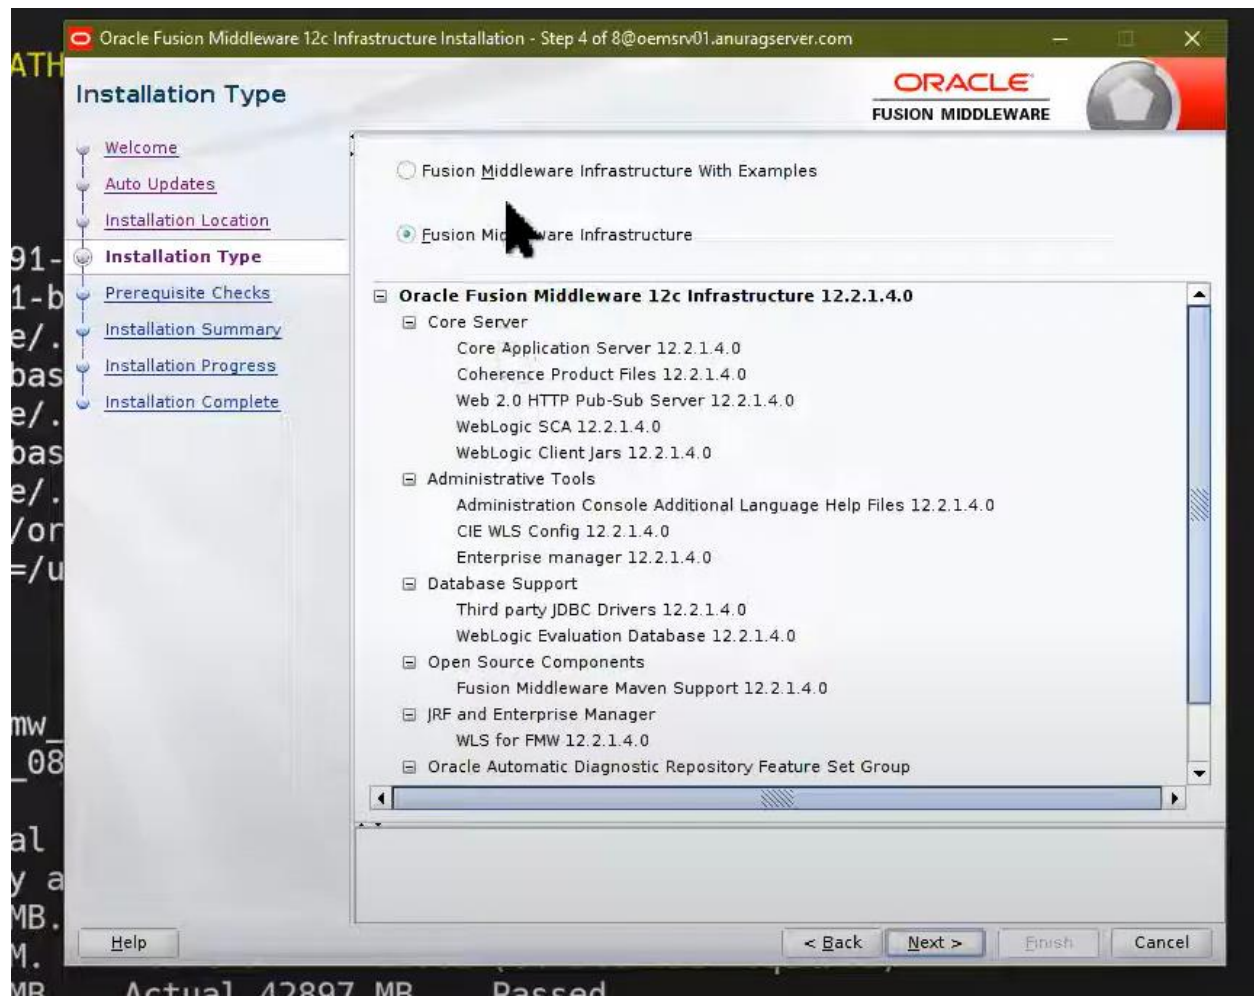 Oracle Fusion Middleware 12c Infrastructure Installation - Step 4 of 8@oemsrv01.anuragserver.com
ATH
Installation Type
ORACLE
FUSION MIDDLEWARE
Welcome
Auto Updates
Installation Location
Installation Type
Prerequisite Checks
Installation Summary
Installation Progress
Installation Complete
Fusion Middleware Infrastructure With Examples
Fusion Middleware Infrastructure
Oracle Fusion Middleware 12c Infrastructure 12.2.1.4.0
Core Server
Core Application Server 12.2.1.4.0
Coherence Product Files 12.2.1.4.0
Web 2.0 HTTP Pub-Sub Server 12.2.1.4.0
WebLogic SCA 12.2.1.4.0
WebLogic Client Jars 12.2.1.4.0
Administrative Tools
Administration Console Additional Language Help Files 12.2.1.4.0
CIE WLS Config 12.2.1.4.0
Enterprise manager 12.2.1.4.0
Database Support
Third party JDBC Drivers 12.2.1.4.0
WebLogic Evaluation Database 12.2.1.4.0
Open Source Components
Fusion Middleware Maven Support 12.2.1.4.0
JRF and Enterprise Manager
WLS for FMW 12.2.1.4.0
Oracle Automatic Diagnostic Repository Feature Set Group
91-
1-b
e/.
bas
e/.
bas
e/.
/or
=/u
mw_
_08
al
y a
MB.
M.
Help
< Back
Next >
Finish
Cancel
MB Actual 42897 MB Passed